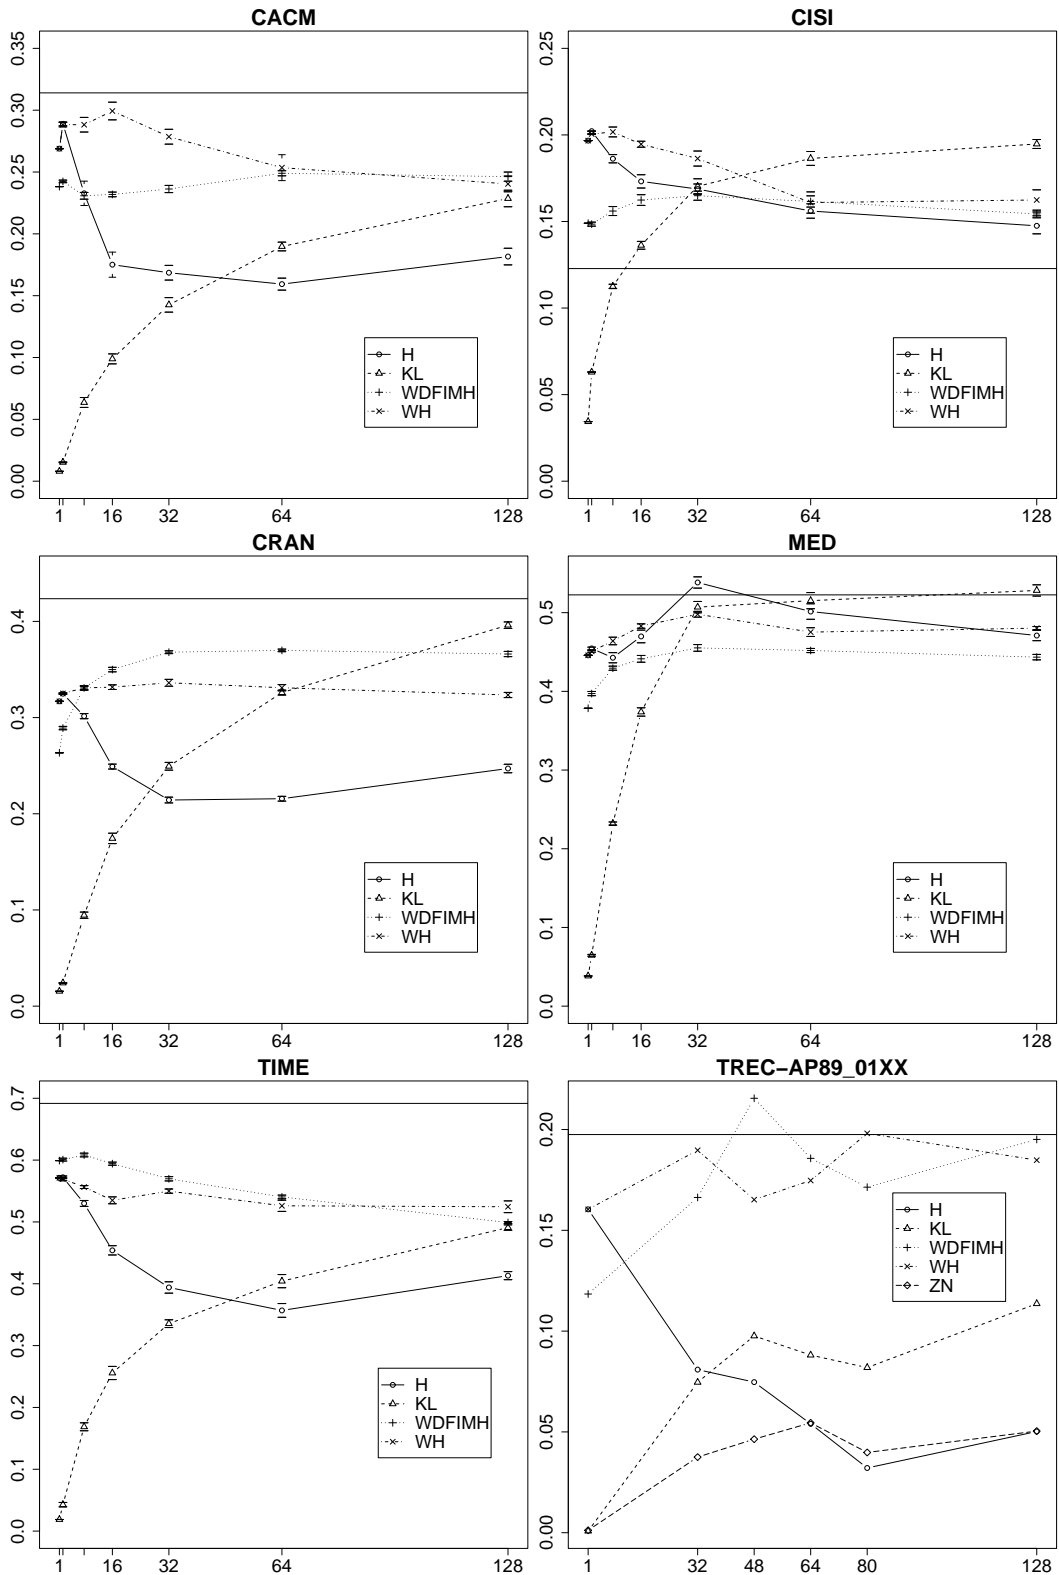 CACM
0.35
0.30
0.25
0.20
0.15
0.10
0.05
0.00
H
KL
WDFIMH
WH
1 16 32 64 128
CISI
0.25
0.20
0.15
0.10
0.05
0.00
H
KL
WDFIMH
WH
1 16 32 64 128
CRAN
0.4
0.3
0.2
0.1
0.0
H
KL
WDFIMH
WH
1 16 32 64 128
MED
0.5
0.4
0.3
0.2
0.1
0.0
H
KL
WDFIMH
WH
1 16 32 64 128
TIME
0.7
0.6
0.5
0.4
0.3
0.2
0.1
0.0
H
KL
WDFIMH
WH
1 16 32 64 128
TREC−AP89_01XX
0.20
0.15
0.10
0.05
0.00
H
KL
WDFIMH
WH
ZN
1 32 48 64 80 128